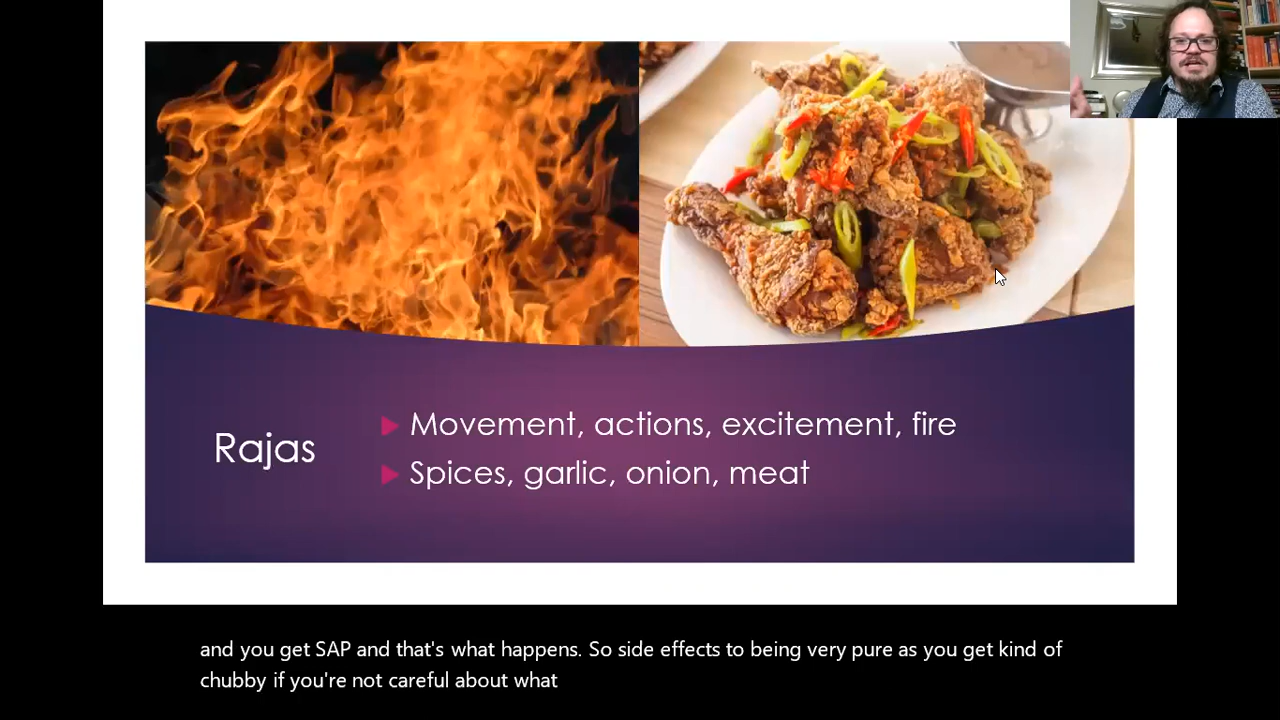 Rajas
Movement, actions, excitement, fire
Spices, garlic, onion, meat
and you get SAP and that's what happens. So side effects to being very pure as you get kind of
chubby if you're not careful about what